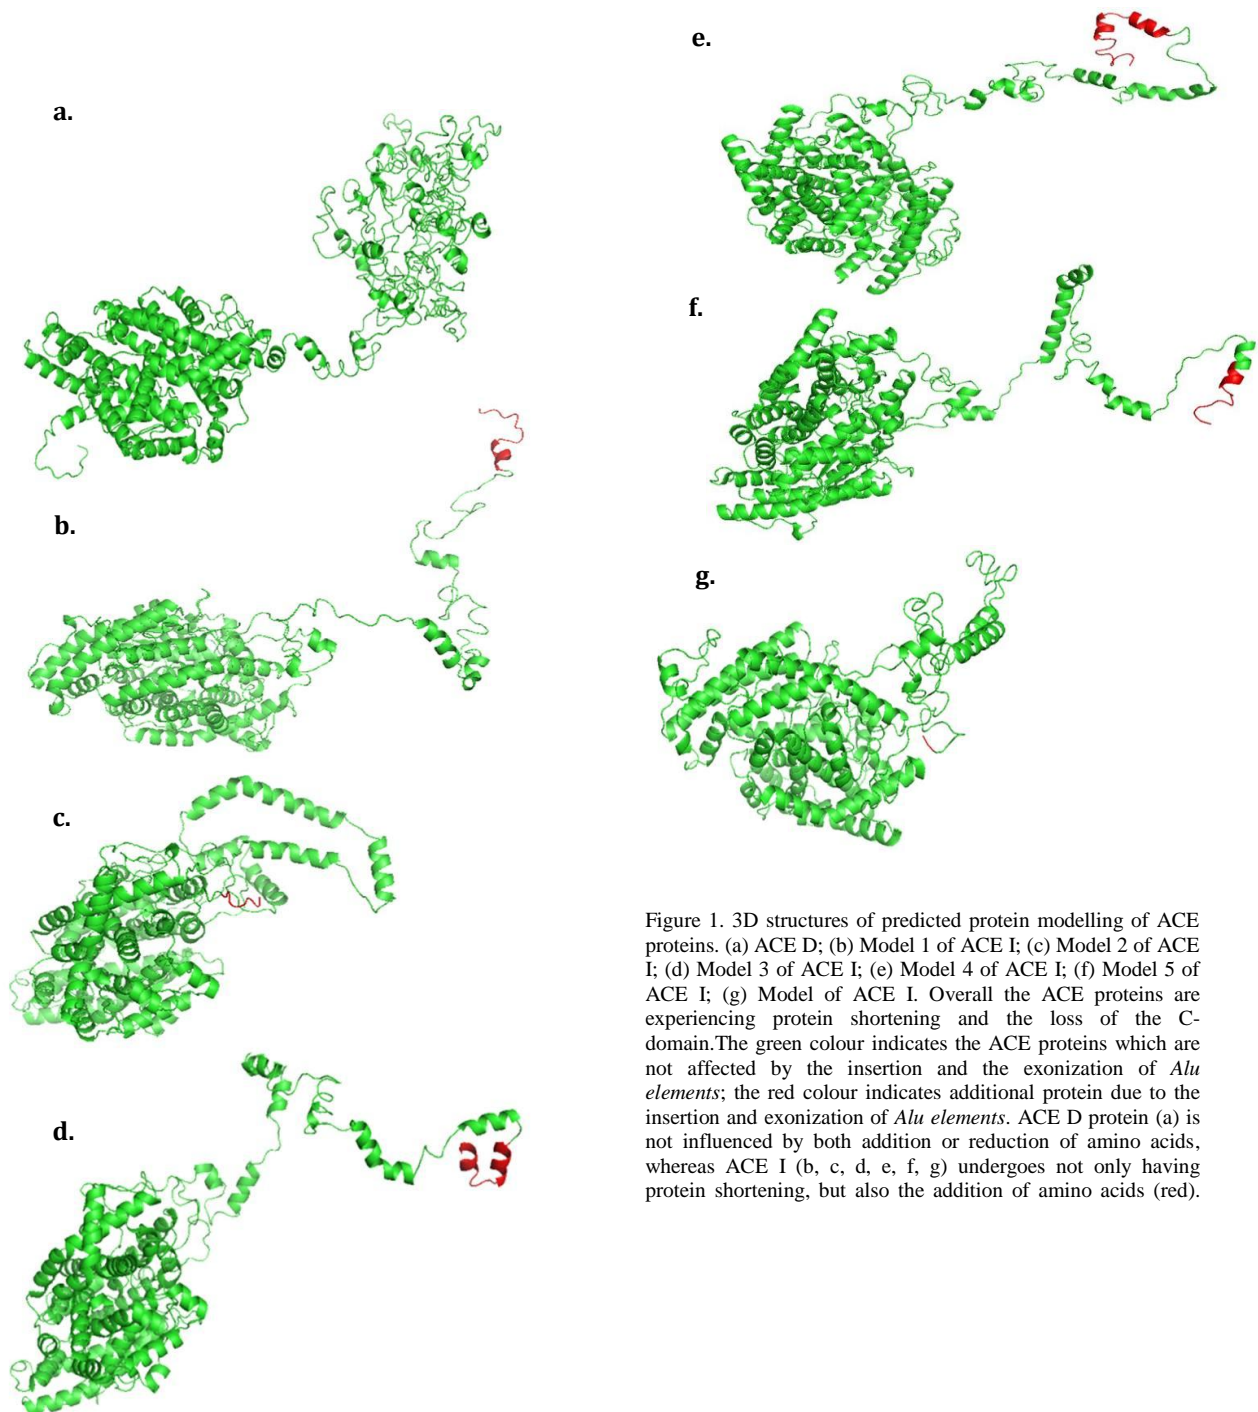 a.
b.
c.
d.
e.
f.
g.
Figure 1. 3D structures of predicted protein modelling of ACE
proteins. (a) ACE D; (b) Model 1 of ACE I; (c) Model 2 of ACE
I; (d) Model 3 of ACE I; (e) Model 4 of ACE I; (f) Model 5 of
ACE I; (g) Model of ACE I. Overall the ACE proteins are
experiencing protein shortening and the loss of the C-
domain.The green colour indicates the ACE proteins which are
not affected by the insertion and the exonization of Alu
elements; the red colour indicates additional protein due to the
insertion and exonization of Alu elements. ACE D protein (a) is
not influenced by both addition or reduction of amino acids,
whereas ACE I (b, c, d, e, f, g) undergoes not only having
protein shortening, but also the addition of amino acids (red).